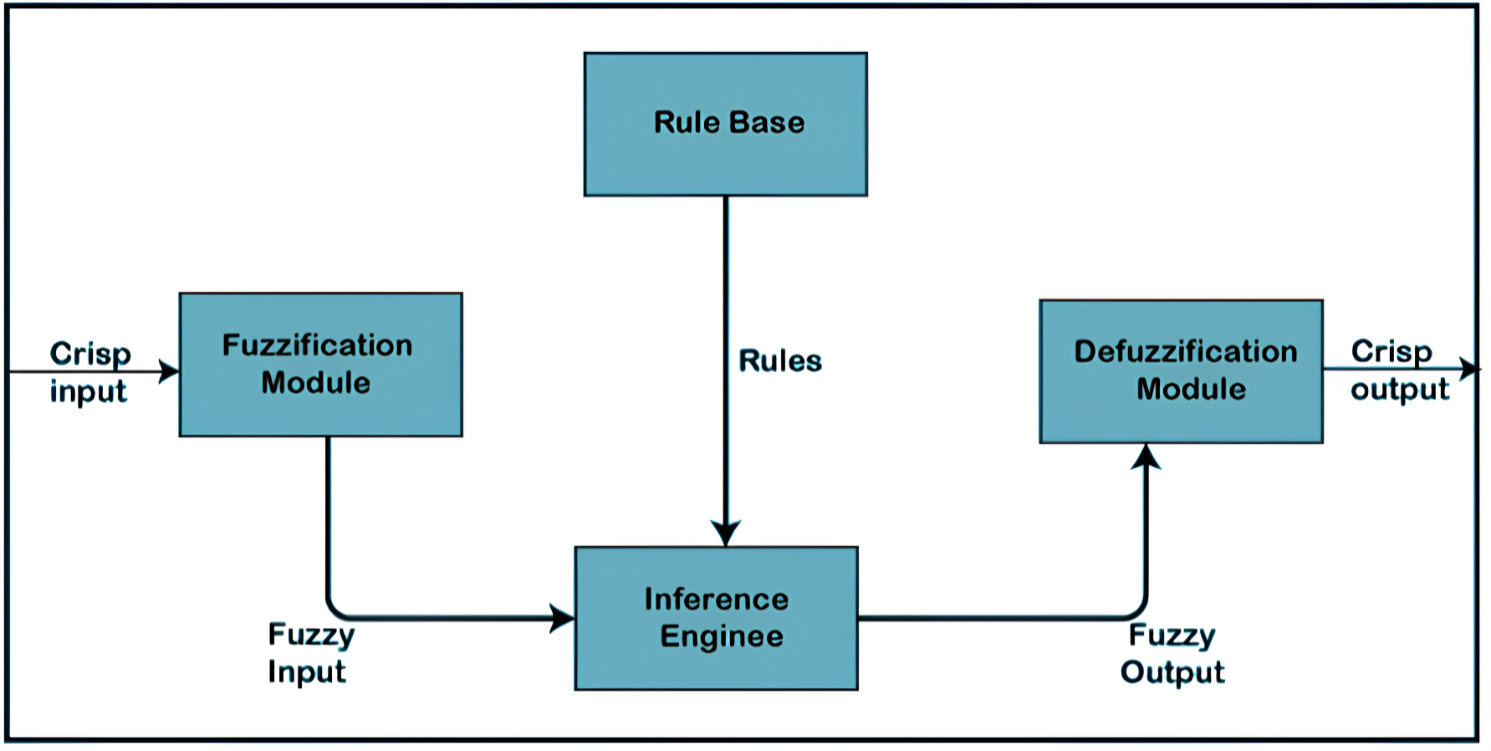 Rule Base
Crisp
input
Fuzzification
Module
Rules
Defuzzification
Module
Crisp
output
Fuzzy
Input
Inference
Enginee
Fuzzy
Output